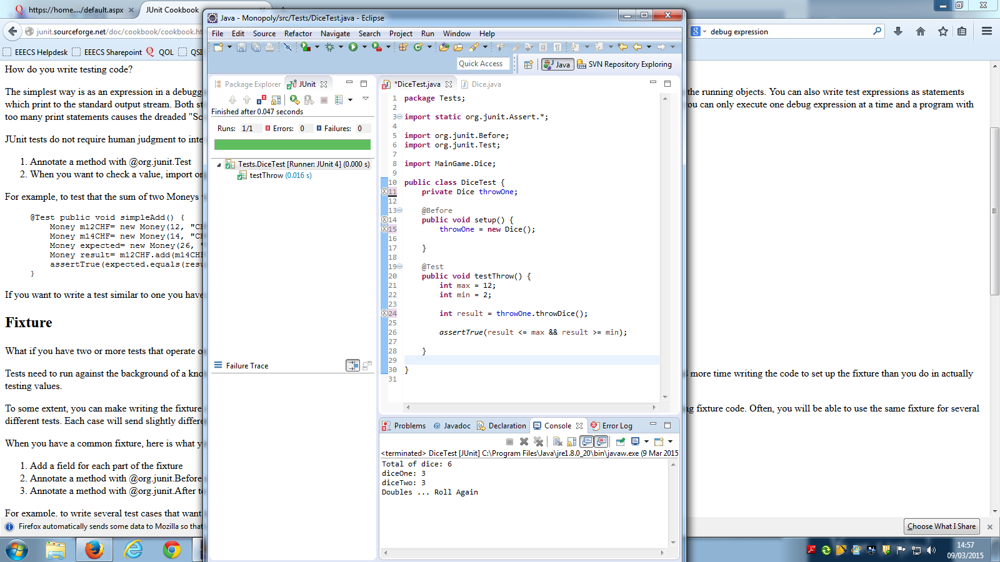 https://home..../default.aspx
JUnit Cookbook
Java - Monopoly/src/Tests/DiceTest.java - Eclipse
junit.sourceforge.net/doc/cookbook/cookbook.ht
debug expression
File Edit Source Refactor Navigate Search Project Run Window Help
EEECS Helpdesk EEECS Sharepoint QOL QSI
Quick Access
Java
SVN Repository Exploring
How do you write testing code?
The simplest way is as an expression in a debugg
the running objects. You can also write test expressions as statements
which print to the standard output stream. Both st
ou can only execute one debug expression at a time and a program with
too many print statements causes the dreaded "Sc
JUnit tests do not require human judgment to inte
1. Annotate a method with @org.junit.Test
2. When you want to check a value, import or
For example, to test that the sum of two Moneys
@Test public void simpleAdd() {
Money m12CHF= new Money(12, "CH
Money m14CHF= new Money(14, "CH
Money expected= new Money(26, "
Money result= m12CHF.add(m14CHF
assertTrue(expected.equals(resu
}
If you want to write a test similar to one you have
Fixture
What if you have two or more tests that operate o
Tests need to run against the background of a kno
more time writing the code to set up the fixture than you do in actually
testing values.
To some extent, you can make writing the fixture
ng fixture code. Often, you will be able to use the same fixture for several
different tests. Each case will send slightly differe
When you have a common fixture, here is what y
1. Add a field for each part of the fixture
2. Annotate a method with @org.junit.Before
3. Annotate a method with @org.junit.After t
For example, to write several test cases that want
Firefox automatically sends some data to Mozilla so that
Choose What I Share
Package Explorer
JUnit
Finished after 0.047 seconds
Runs: 1/1 Errors: 0 Failures: 0
Tests.DiceTest [Runner: JUnit 4] (0.000 s)
testThrow (0.016 s)
Failure Trace
*DiceTest.java
Dice.java
1 package Tests;
2
3 import static org.junit.Assert.*;
4
5 import org.junit.Before;
6 import org.junit.Test;
7
8 import MainGame.Dice;
9
10 public class DiceTest {
11 private Dice throwOne;
12
13 @Before
14 public void setup() {
15 throwOne = new Dice();
16
17 }
18
19 @Test
20 public void testThrow() {
21 int max = 12;
22 int min = 2;
23
24 int result = throwOne.throwDice();
25
26 assertTrue(result <= max && result >= min);
27
28 }
29
30 }
31
Problems @ Javadoc Declaration Console Error Log
<terminated> DiceTest [JUnit] C:\Program Files\Java\jre1.8.0_20\bin\javaw.exe (9 Mar 2015
Total of dice: 6
diceOne: 3
diceTwo: 3
Doubles ... Roll Again
14:57
09/03/2015